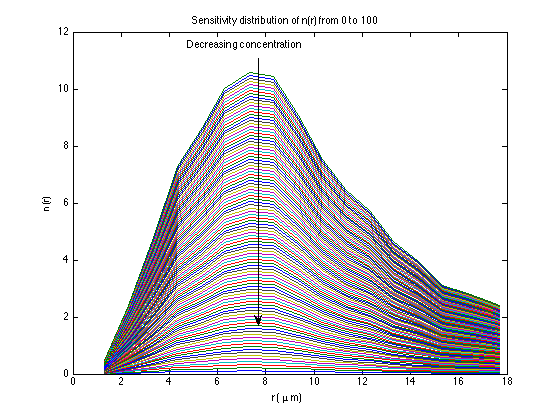 Sensitivity distribution of n(r) from 0 to 100
Decreasing concentration
12
10
8
6
4
2
0
n(r)
0 2 4 6 8 10 12 14 16 18
r ( μm)